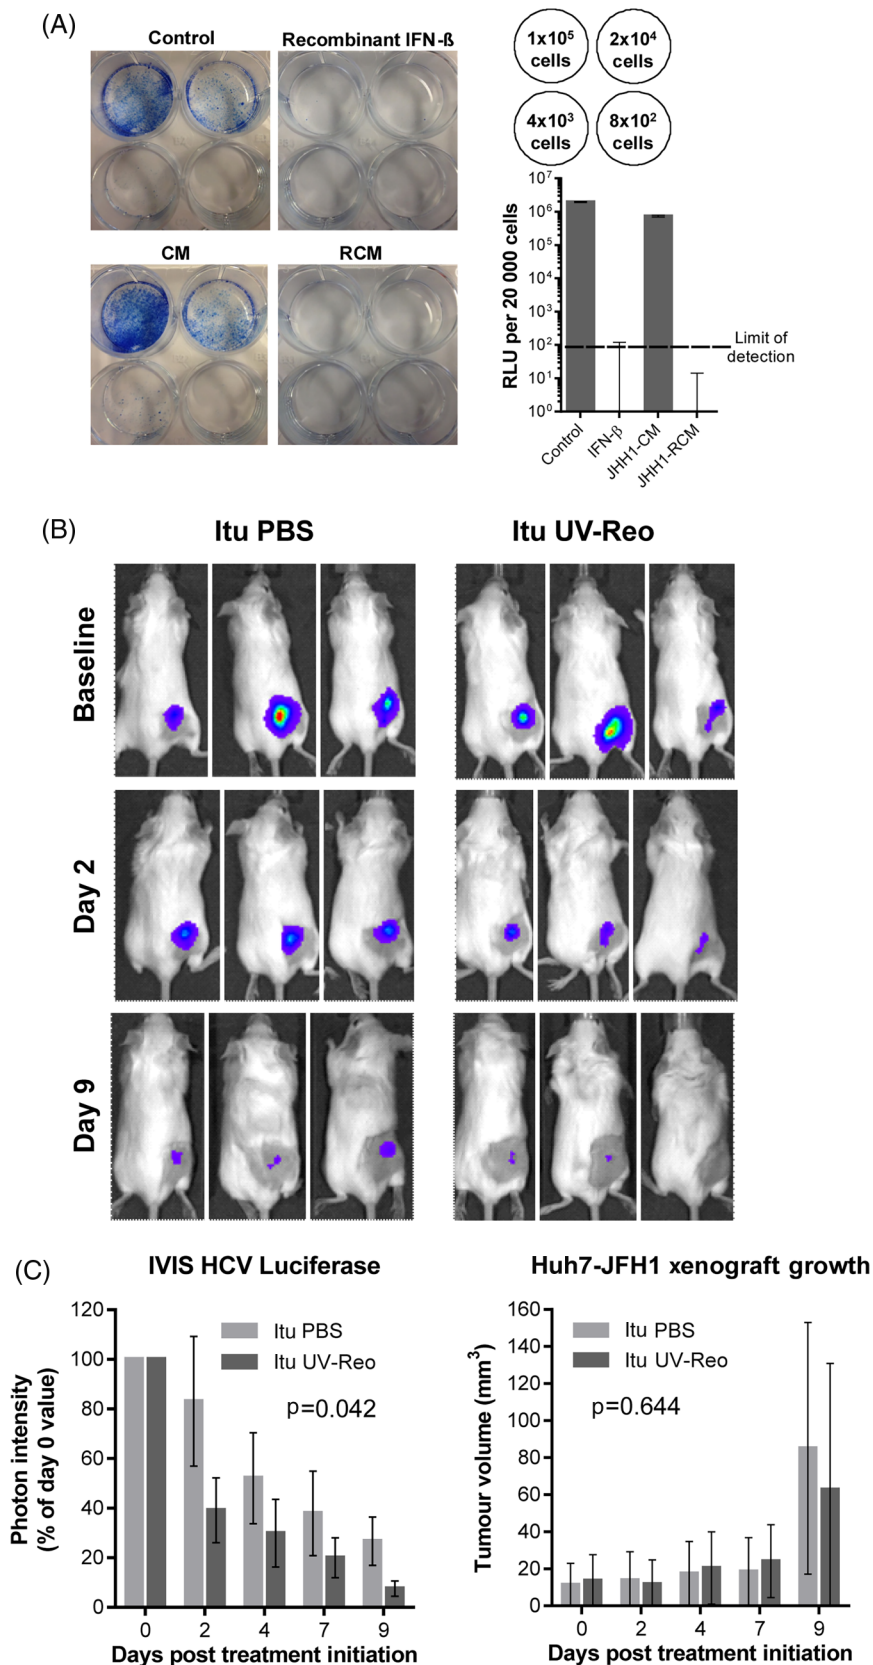 (A)
Control
Recombinant IFN-ß
CM
RCM
1x10⁵
cells
2x10⁴
cells
4x10³
cells
8x10²
cells
RLU per 20 000 cells
10⁷
10⁶
10⁵
10⁴
10³
10²
10¹
10⁰
Limit of
detection
Control
IFN-β
JHH1-CM
JHH1-RCM
(B)
Itu PBS
Itu UV-Reo
Baseline
Day 2
Day 9
(C)
IVIS HCV Luciferase
Photon intensity
(% of day 0 value)
120
100
80
60
40
20
0
Itu PBS
Itu UV-Reo
p=0.042
0 2 4 7 9
Days post treatment initiation
Huh7-JFH1 xenograft growth
Tumour volume (mm³)
160
140
120
100
80
60
40
20
0
Itu PBS
Itu UV-Reo
p=0.644
0 2 4 7 9
Days post treatment initiation